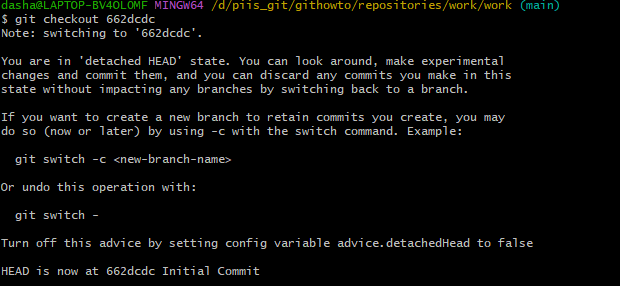 dasha@LAPTOP-BV4OLOMF MINGW64 /d/piis_git/githowto/repositories/work/work (main)
$ git checkout 662dcdc
Note: switching to '662dcdc'.

You are in 'detached HEAD' state. You can look around, make experimental
changes and commit them, and you can discard any commits you make in this
state without impacting any branches by switching back to a branch.

If you want to create a new branch to retain commits you create, you may
do so (now or later) by using -c with the switch command. Example:

  git switch -c <new-branch-name>

Or undo this operation with:

  git switch -

Turn off this advice by setting config variable advice.detachedHead to false

HEAD is now at 662dcdc Initial Commit